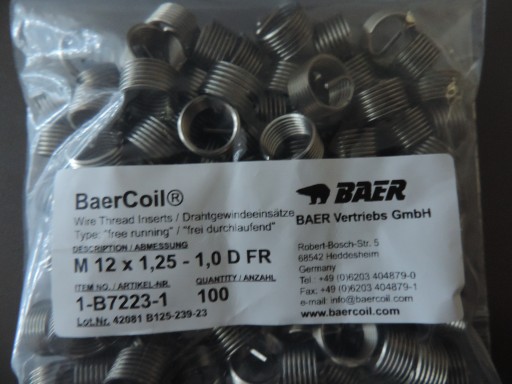 BaerCoil®
Wire Thread Inserts / Drahtgewindeeinsätze
Type: "free running" / "frei durchlaufend"
DESCRIPTION / ABMESSUNG
M 12 x 1,25 - 1,0 D FR
ITEM NO. / ARTIKEL-NR. QUANTITY / ANZAHL
1-B7223-1 100
Lot Nr. 42081 B125-239-23
BAER
BAER Vertriebs GmbH
Robert-Bosch-Str. 5
68542 Heddesheim
Germany
Tel.: +49 (0)6203 404879-0
Fax: +49 (0)6203 404879-1
e-mail: info@baercoil.com
www.baercoil.com